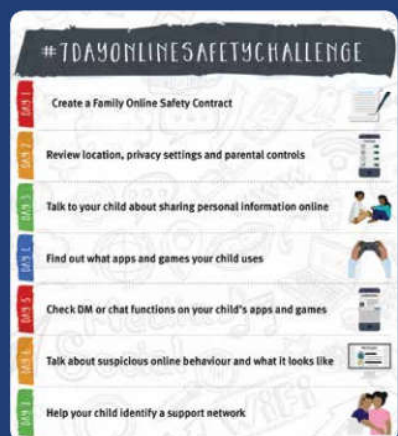 #7DAYONLINESAFETYCHALLENGE
DAY 1
Create a Family Online Safety Contract
DAY 2
Review location, privacy settings and parental controls
DAY 3
Talk to your child about sharing personal information online
DAY 4
Find out what apps and games your child uses
DAY 5
Check DM or chat functions on your child's apps and games
DAY 6
Talk about suspicious online behaviour and what it looks like
DAY 7
Help your child identify a support network
WiFi